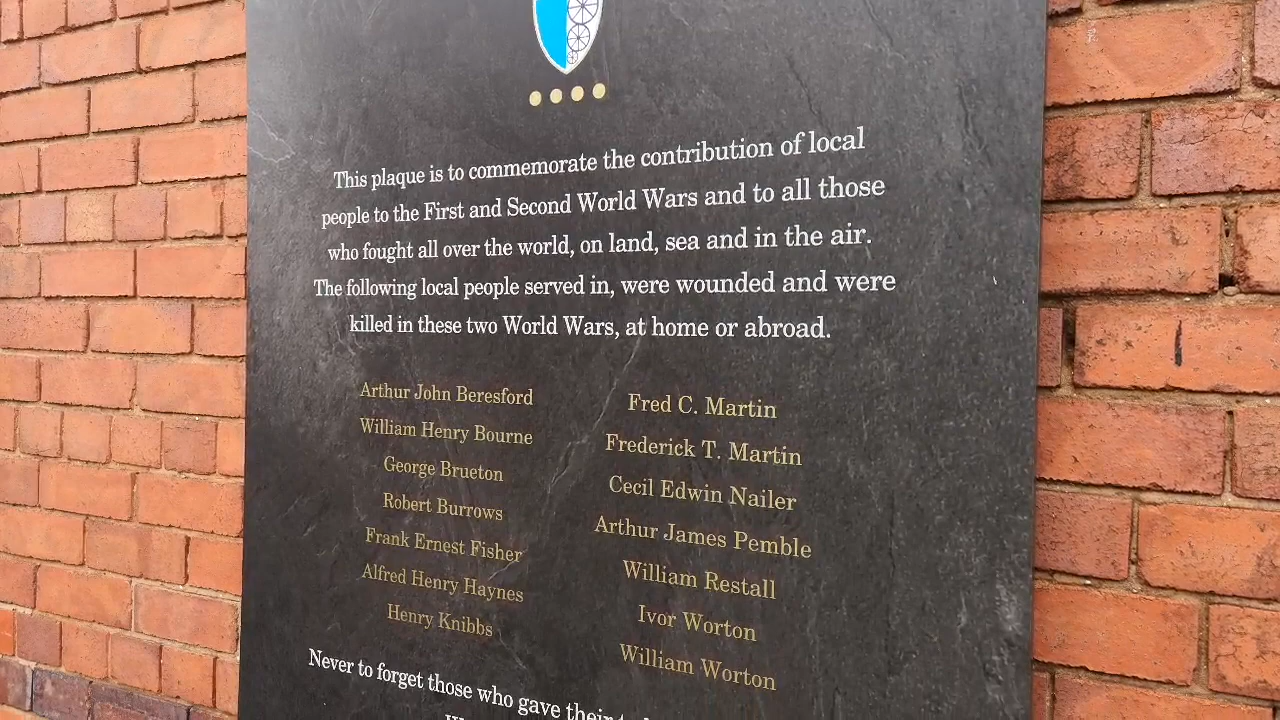 This plaque is to commemorate the contribution of local
people to the First and Second World Wars and to all those
who fought all over the world, on land, sea and in the air.
The following local people served in, were wounded and were
killed in these two World Wars, at home or abroad.
Arthur John Beresford
William Henry Bourne
George Brueton
Robert Burrows
Frank Ernest Fisher
Alfred Henry Haynes
Henry Knibbs
Fred C. Martin
Frederick T. Martin
Cecil Edwin Nailer
Arthur James Pemble
William Restall
Ivor Worton
William Worton
Never to forget those who gave their